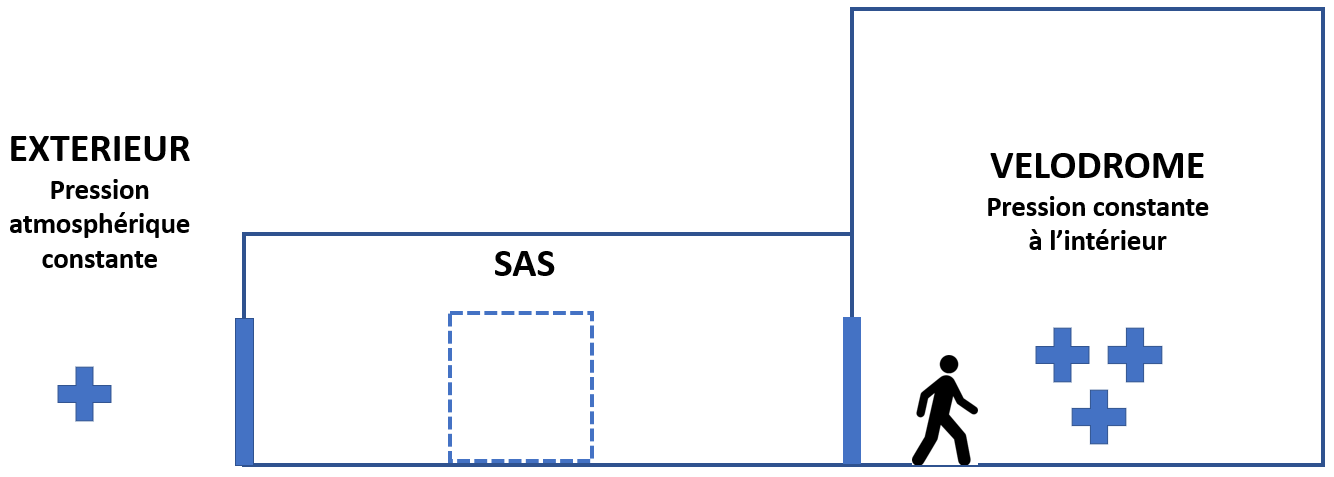 EXTERIEUR
Pression
atmosphérique
constante
SAS
VELODROME
Pression constante
à l’intérieur